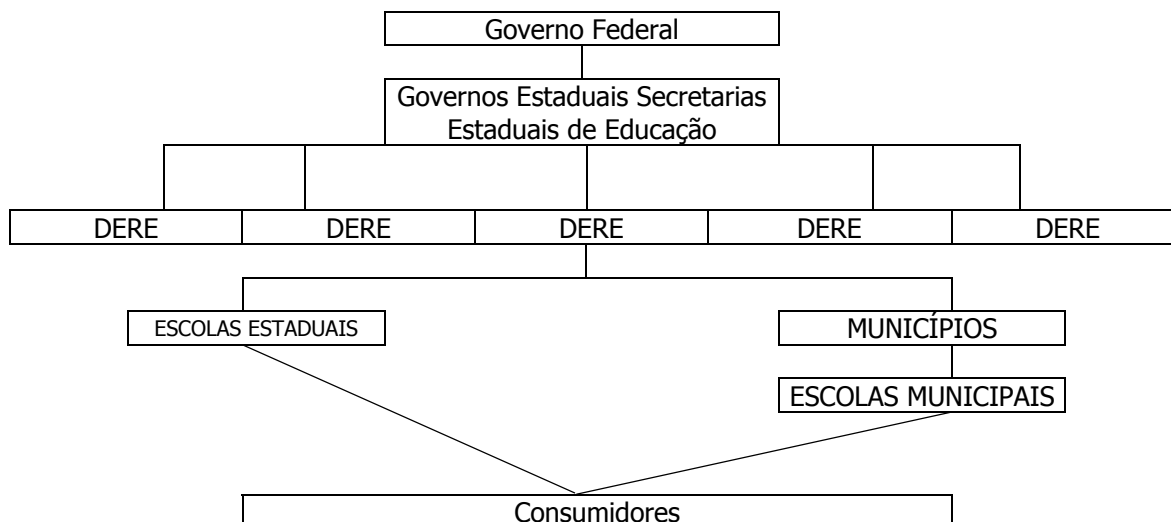 Governo Federal
Governos Estaduais Secretarias
Estaduais de Educação
DERE DERE DERE DERE DERE
ESCOLAS ESTADUAIS MUNICÍPIOS
ESCOLAS MUNICIPAIS
Consumidores